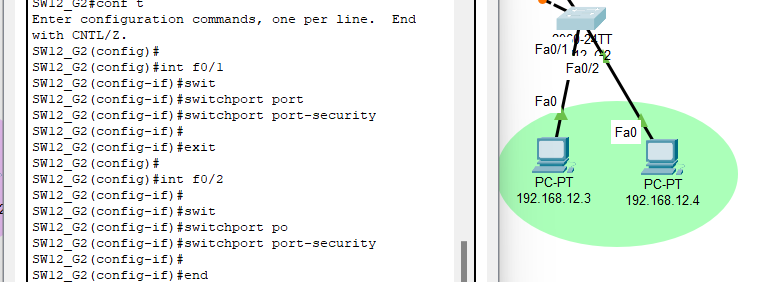 SW12_G2#conf t
Enter configuration commands, one per line.  End
with CNTL/Z.
SW12_G2(config)#
SW12_G2(config)#int f0/1
SW12_G2(config-if)#swit
SW12_G2(config-if)#switchport port
SW12_G2(config-if)#switchport port-security
SW12_G2(config-if)#
SW12_G2(config-if)#exit
SW12_G2(config)#
SW12_G2(config)#int f0/2
SW12_G2(config-if)#
SW12_G2(config-if)#swit
SW12_G2(config-if)#switchport po
SW12_G2(config-if)#switchport port-security
SW12_G2(config-if)#
SW12_G2(config-if)#end
Fa0/1
Fa0/2
Fa0
Fa0
PC-PT
192.168.12.3
PC-PT
192.168.12.4